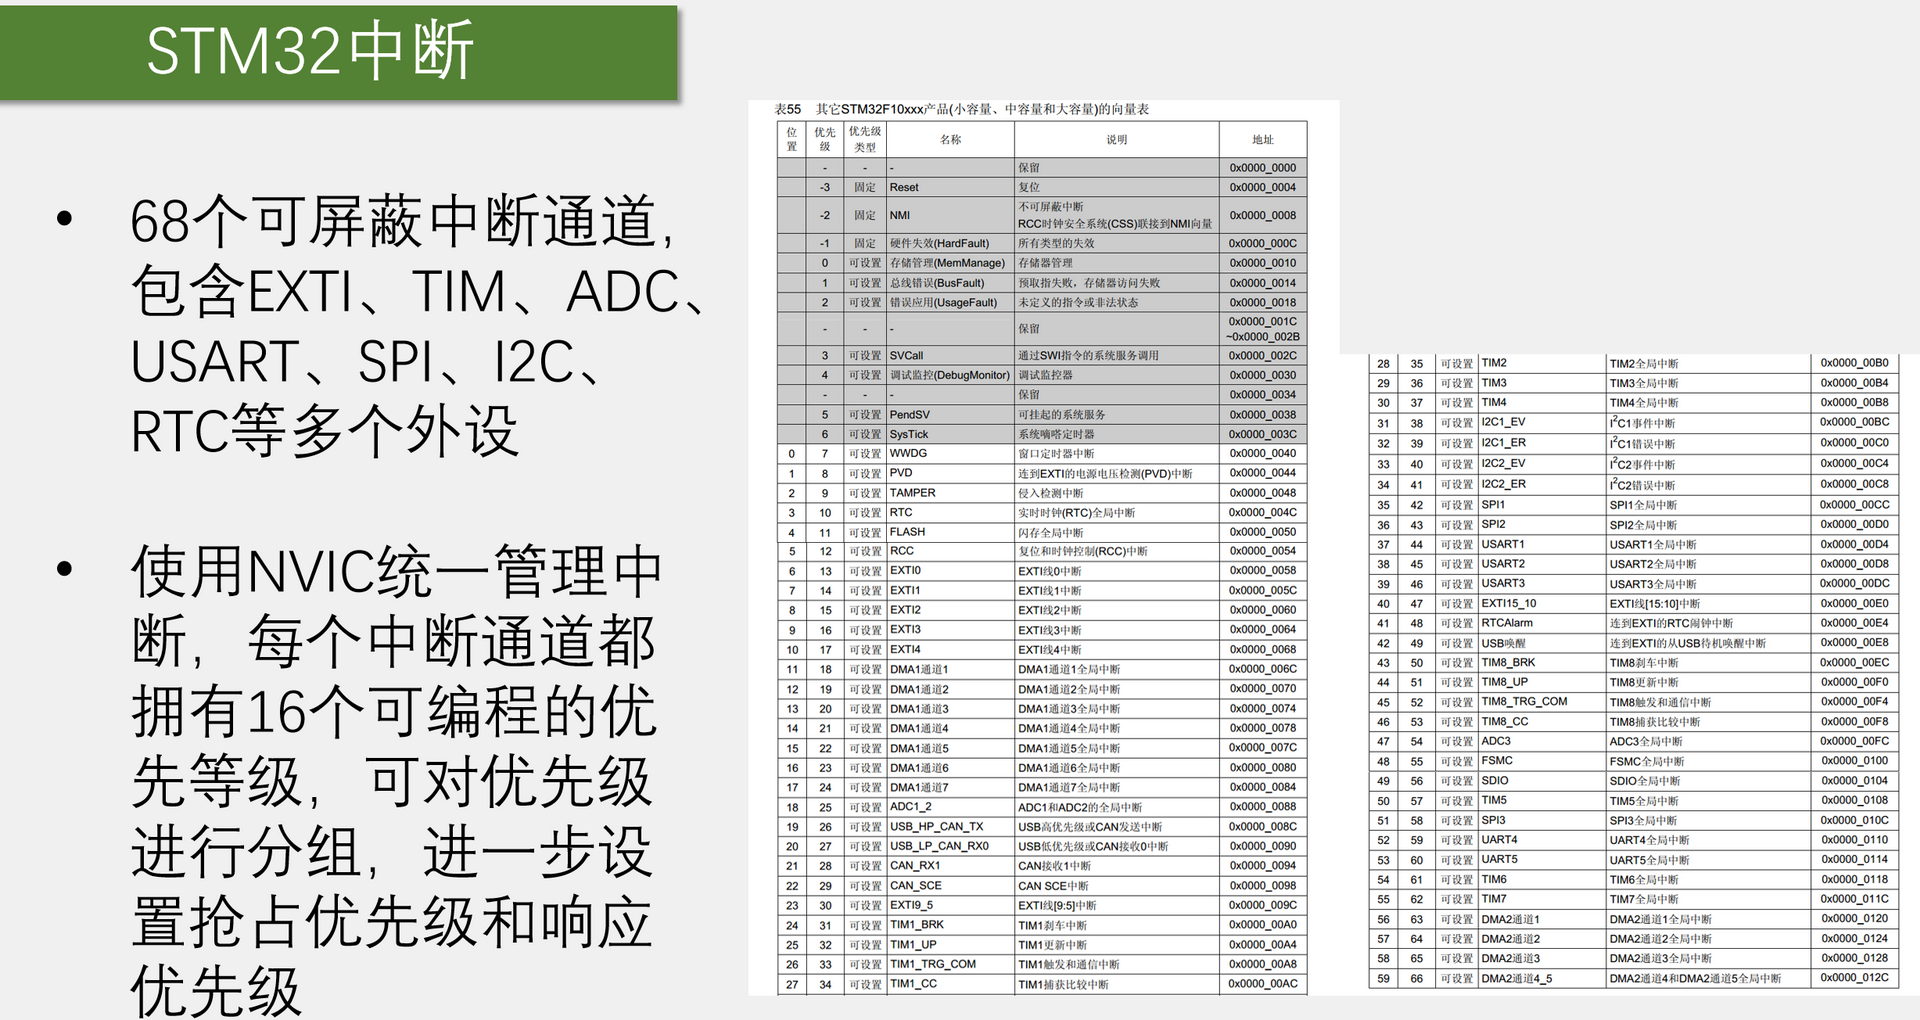 STM32中断
• 68个可屏蔽中断通道，
包含EXTI、TIM、ADC、
USART、SPI、I2C、
RTC等多个外设
• 使用NVIC统一管理中
断，每个中断通道都
拥有16个可编程的优
先等级，可对优先级
进行分组，进一步设
置抢占优先级和响应
优先级
表55 其它STM32F10xxx产品(小容量、中容量和大容量)的向量表
位置 优先级 优先级类型 名称 说明 地址
- - - 保留 0x0000_0000
-3 固定 Reset 复位 0x0000_0004
-2 固定 NMI 不可屏蔽中断 RCC时钟安全系统(CSS)联接到NMI向量 0x0000_0008
-1 固定 硬件失效(HardFault) 所有类型的失效 0x0000_000C
0 可设置 存储管理(MemManage) 存储器管理 0x0000_0010
1 可设置 总线错误(BusFault) 预取指失败，存储器访问失败 0x0000_0014
2 可设置 错误应用(UsageFault) 未定义的指令或非法状态 0x0000_0018
- - - 保留 0x0000_001C ~0x0000_002B
3 可设置 SVCall 通过SWI指令的系统服务调用 0x0000_002C
4 可设置 调试监控(DebugMonitor) 调试监控器 0x0000_0030
- - - 保留 0x0000_0034
5 可设置 PendSV 可挂起的系统服务 0x0000_0038
6 可设置 SysTick 系统嘀嗒定时器 0x0000_003C
0 7 可设置 WWDG 窗口定时器中断 0x0000_0040
1 8 可设置 PVD 连到EXTI的电源电压检测(PVD)中断 0x0000_0044
2 9 可设置 TAMPER 侵入检测中断 0x0000_0048
3 10 可设置 RTC 实时时钟(RTC)全局中断 0x0000_004C
4 11 可设置 FLASH 闪存全局中断 0x0000_0050
5 12 可设置 RCC 复位和时钟控制(RCC)中断 0x0000_0054
6 13 可设置 EXTI0 EXTI线0中断 0x0000_0058
7 14 可设置 EXTI1 EXTI线1中断 0x0000_005C
8 15 可设置 EXTI2 EXTI线2中断 0x0000_0060
9 16 可设置 EXTI3 EXTI线3中断 0x0000_0064
10 17 可设置 EXTI4 EXTI线4中断 0x0000_0068
11 18 可设置 DMA1通道1 DMA1通道1全局中断 0x0000_006C
12 19 可设置 DMA1通道2 DMA1通道2全局中断 0x0000_0070
13 20 可设置 DMA1通道3 DMA1通道3全局中断 0x0000_0074
14 21 可设置 DMA1通道4 DMA1通道4全局中断 0x0000_0078
15 22 可设置 DMA1通道5 DMA1通道5全局中断 0x0000_007C
16 23 可设置 DMA1通道6 DMA1通道6全局中断 0x0000_0080
17 24 可设置 DMA1通道7 DMA1通道7全局中断 0x0000_0084
18 25 可设置 ADC1_2 ADC1和ADC2的全局中断 0x0000_0088
19 26 可设置 USB_HP_CAN_TX USB高优先级或CAN发送中断 0x0000_008C
20 27 可设置 USB_LP_CAN_RX0 USB低优先级或CAN接收0中断 0x0000_0090
21 28 可设置 CAN_RX1 CAN接收1中断 0x0000_0094
22 29 可设置 CAN_SCE CAN SCE中断 0x0000_0098
23 30 可设置 EXTI9_5 EXTI线[9:5]中断 0x0000_009C
24 31 可设置 TIM1_BRK TIM1刹车中断 0x0000_00A0
25 32 可设置 TIM1_UP TIM1更新中断 0x0000_00A4
26 33 可设置 TIM1_TRG_COM TIM1触发和通信中断 0x0000_00A8
27 34 可设置 TIM1_CC TIM1捕获比较中断 0x0000_00AC
28 35 可设置 TIM2 TIM2全局中断 0x0000_00B0
29 36 可设置 TIM3 TIM3全局中断 0x0000_00B4
30 37 可设置 TIM4 TIM4全局中断 0x0000_00B8
31 38 可设置 I2C1_EV I²C1事件中断 0x0000_00BC
32 39 可设置 I2C1_ER I²C1错误中断 0x0000_00C0
33 40 可设置 I2C2_EV I²C2事件中断 0x0000_00C4
34 41 可设置 I2C2_ER I²C2错误中断 0x0000_00C8
35 42 可设置 SPI1 SPI1全局中断 0x0000_00CC
36 43 可设置 SPI2 SPI2全局中断 0x0000_00D0
37 44 可设置 USART1 USART1全局中断 0x0000_00D4
38 45 可设置 USART2 USART2全局中断 0x0000_00D8
39 46 可设置 USART3 USART3全局中断 0x0000_00DC
40 47 可设置 EXTI15_10 EXTI线[15:10]中断 0x0000_00E0
41 48 可设置 RTCAlarm 连到EXTI的RTC闹钟中断 0x0000_00E4
42 49 可设置 USB唤醒 连到EXTI的从USB待机唤醒中断 0x0000_00E8
43 50 可设置 TIM8_BRK TIM8刹车中断 0x0000_00EC
44 51 可设置 TIM8_UP TIM8更新中断 0x0000_00F0
45 52 可设置 TIM8_TRG_COM TIM8触发和通信中断 0x0000_00F4
46 53 可设置 TIM8_CC TIM8捕获比较中断 0x0000_00F8
47 54 可设置 ADC3 ADC3全局中断 0x0000_00FC
48 55 可设置 FSMC FSMC全局中断 0x0000_0100
49 56 可设置 SDIO SDIO全局中断 0x0000_0104
50 57 可设置 TIM5 TIM5全局中断 0x0000_0108
51 58 可设置 SPI3 SPI3全局中断 0x0000_010C
52 59 可设置 UART4 UART4全局中断 0x0000_0110
53 60 可设置 UART5 UART5全局中断 0x0000_0114
54 61 可设置 TIM6 TIM6全局中断 0x0000_0118
55 62 可设置 TIM7 TIM7全局中断 0x0000_011C
56 63 可设置 DMA2通道1 DMA2通道1全局中断 0x0000_0120
57 64 可设置 DMA2通道2 DMA2通道2全局中断 0x0000_0124
58 65 可设置 DMA2通道3 DMA2通道3全局中断 0x0000_0128
59 66 可设置 DMA2通道4_5 DMA2通道4和DMA2通道5全局中断 0x0000_012C